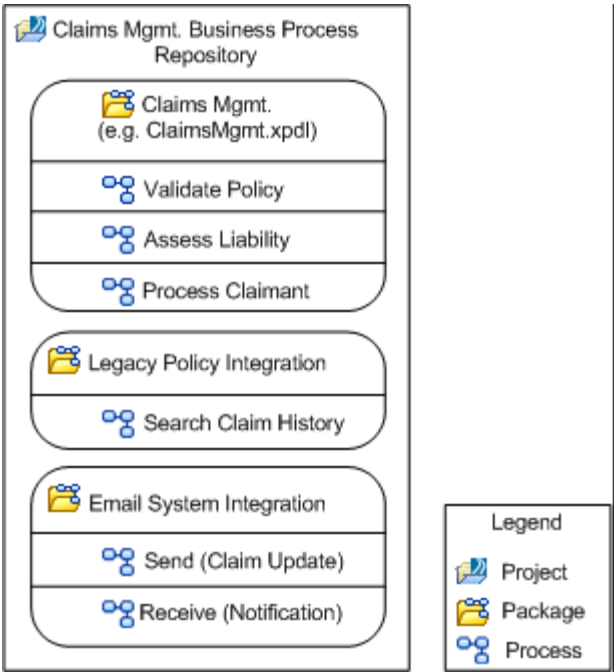 Claims Mgmt. Business Process
Repository
Claims Mgmt.
(e.g. ClaimsMgmt.xpdl)
Validate Policy
Assess Liability
Process Claimant
Legacy Policy Integration
Search Claim History
Email System Integration
Send (Claim Update)
Receive (Notification)
Legend
Project
Package
Process